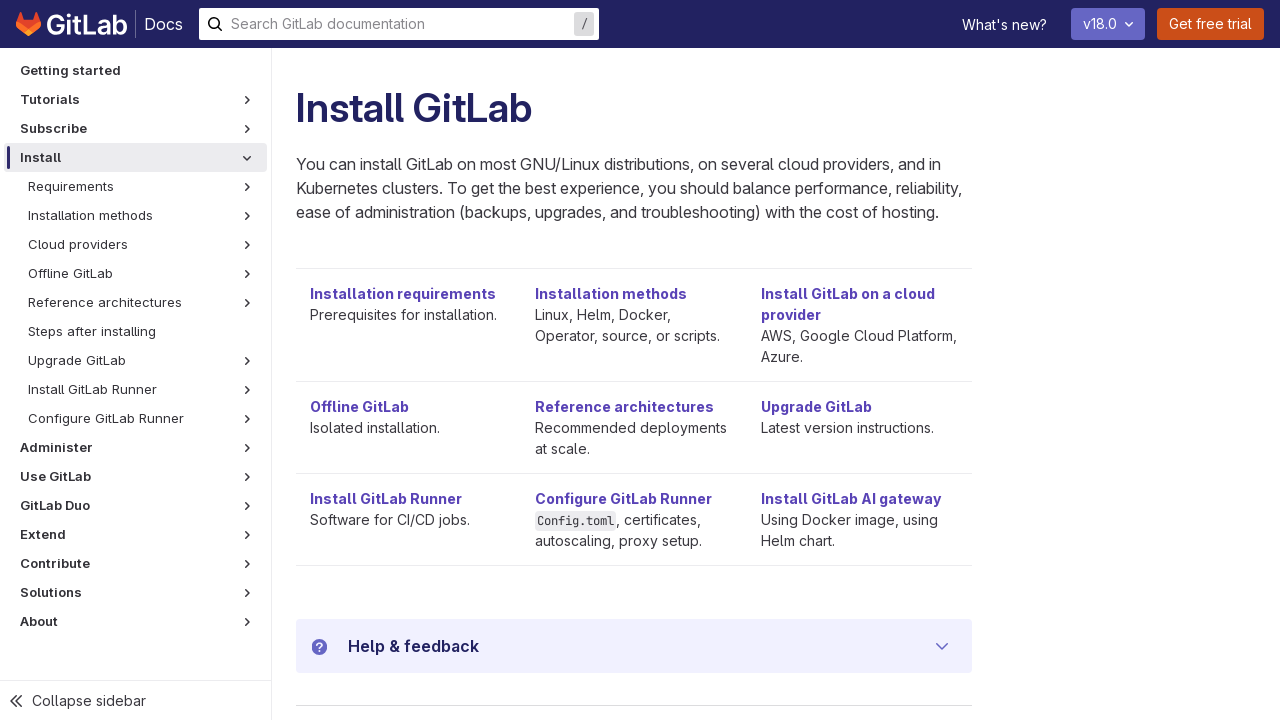 GitLab Docs
Search GitLab documentation
/
What's new?
v18.0
Get free trial
Getting started
Tutorials
Subscribe
Install
Requirements
Installation methods
Cloud providers
Offline GitLab
Reference architectures
Steps after installing
Upgrade GitLab
Install GitLab Runner
Configure GitLab Runner
Administer
Use GitLab
GitLab Duo
Extend
Contribute
Solutions
About
Collapse sidebar
Install GitLab
You can install GitLab on most GNU/Linux distributions, on several cloud providers, and in
Kubernetes clusters. To get the best experience, you should balance performance, reliability,
ease of administration (backups, upgrades, and troubleshooting) with the cost of hosting.
Installation requirements
Prerequisites for installation.
Installation methods
Linux, Helm, Docker,
Operator, source, or scripts.
Install GitLab on a cloud
provider
AWS, Google Cloud Platform,
Azure.
Offline GitLab
Isolated installation.
Reference architectures
Recommended deployments
at scale.
Upgrade GitLab
Latest version instructions.
Install GitLab Runner
Software for CI/CD jobs.
Configure GitLab Runner
Config.toml, certificates,
autoscaling, proxy setup.
Install GitLab AI gateway
Using Docker image, using
Helm chart.
Help & feedback